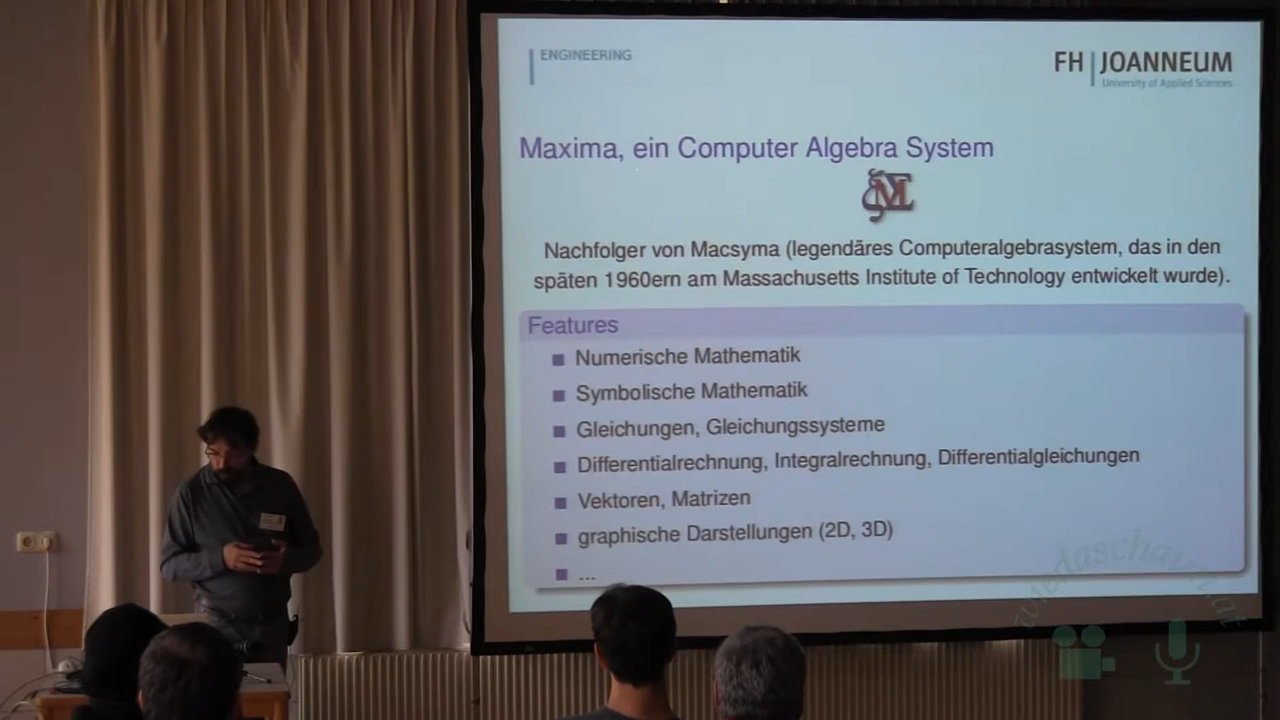 ENGINEERING
FH JOANNEUM
University of Applied Sciences
Maxima, ein Computer Algebra System
Nachfolger von Macsyma (legendäres Computeralgebrasystem, das in den
späten 1960ern am Massachusetts Institute of Technology entwickelt wurde).
Features
Numerische Mathematik
Symbolische Mathematik
Gleichungen, Gleichungssysteme
Differentialrechnung, Integralrechnung, Differentialgleichungen
Vektoren, Matrizen
graphische Darstellungen (2D, 3D)
...